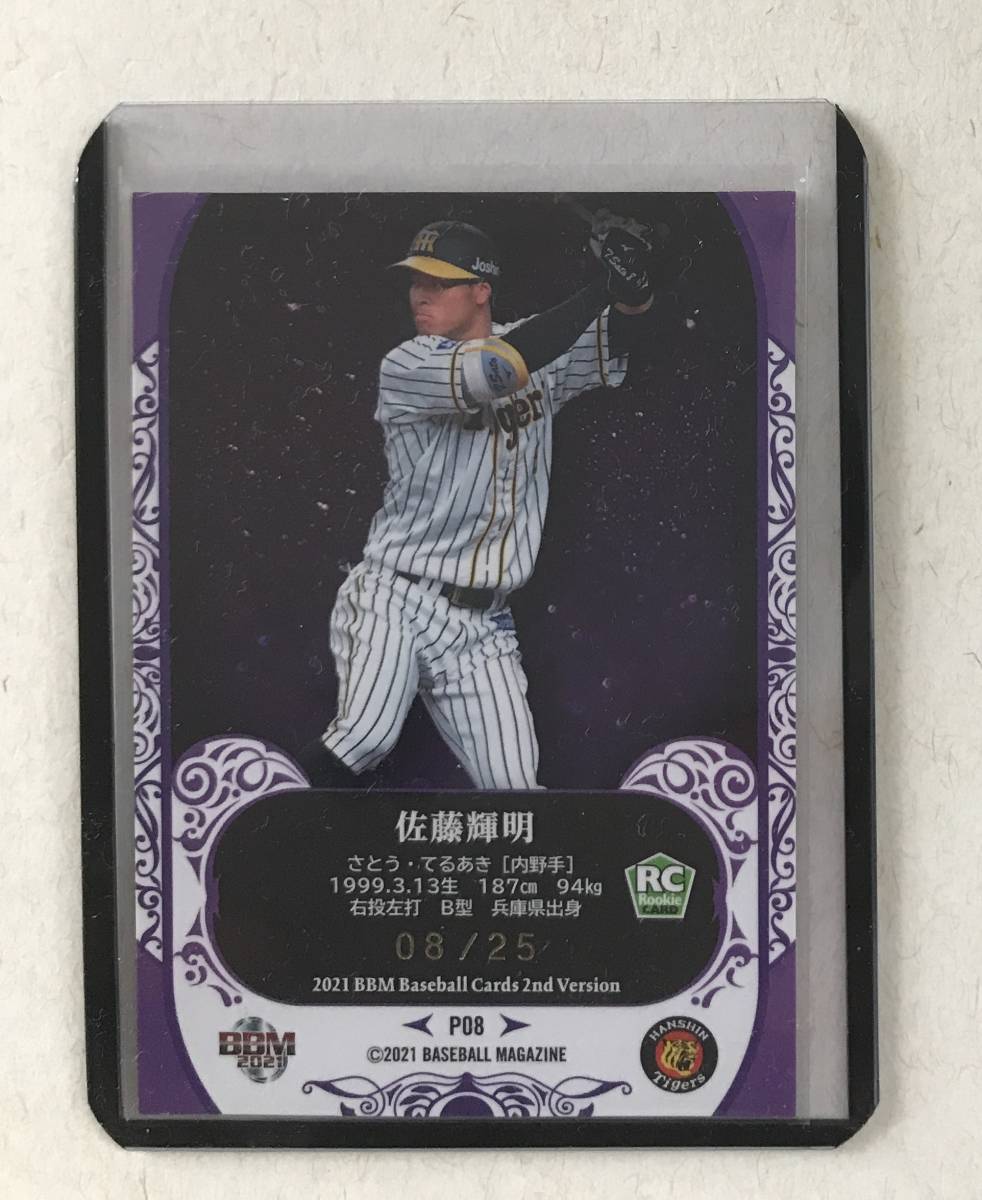 Josh
Tiger
佐藤輝明
さとう・てるあき［内野手］
1999.3.13生 187㎝ 94㎏
右投左打 B型 兵庫県出身
RC
Rookie
CARD
08/25
2021 BBM Baseball Cards 2nd Version
P08
©2021 BASEBALL MAGAZINE
BBM
2021
HANSHIN
Tigers